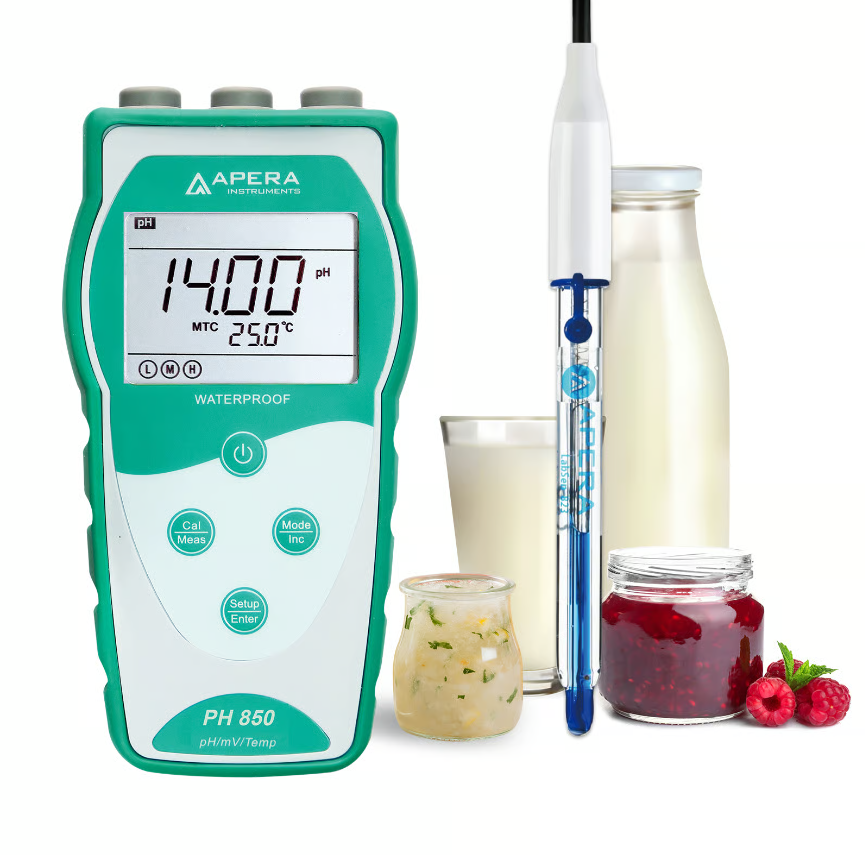 APERA
INSTRUMENTS
pH
14.00 pH
MTC 25.0°C
L M H
WATERPROOF
Cal
Meas
Mode
Inc
Setup
Enter
PH 850
pH/mV/Temp
APERA